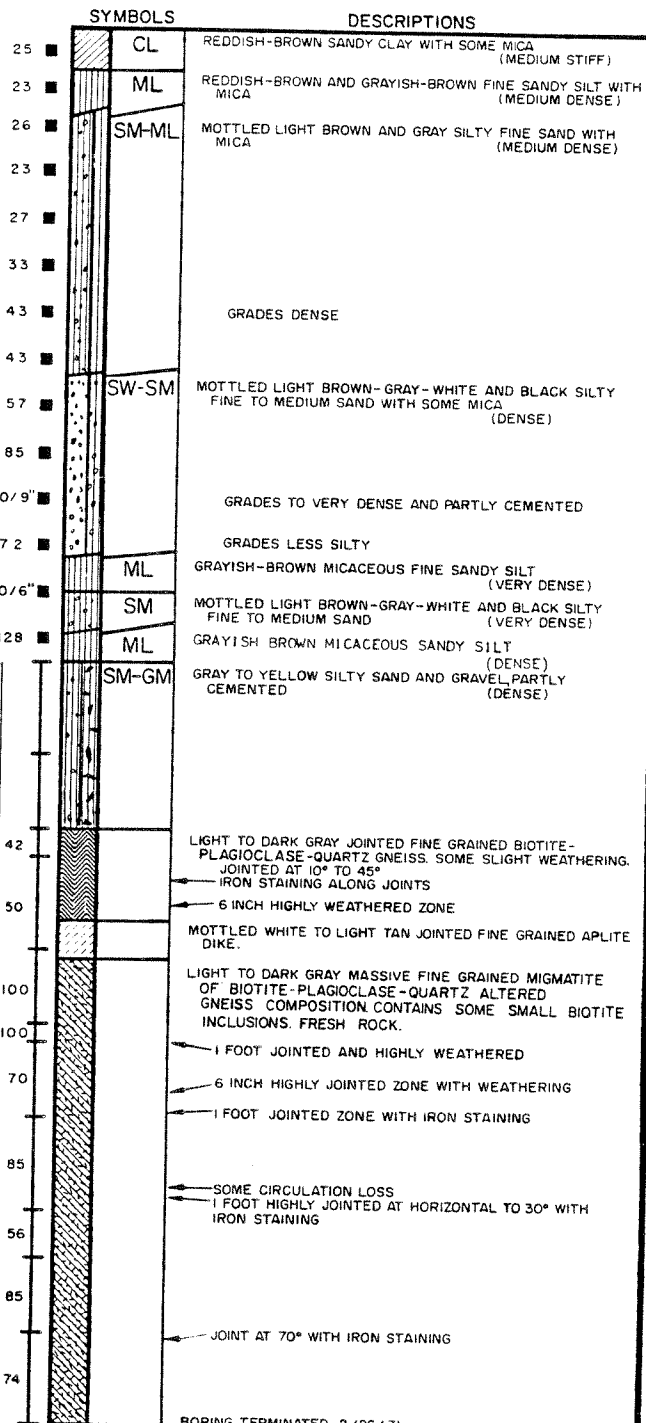 SYMBOLS DESCRIPTIONS
25 CL REDDISH-BROWN SANDY CLAY WITH SOME MICA
(MEDIUM STIFF)
23 ML REDDISH-BROWN AND GRAYISH-BROWN FINE SANDY SILT WITH
MICA (MEDIUM DENSE)
26 SM-ML MOTTLED LIGHT BROWN AND GRAY SILTY FINE SAND WITH
MICA (MEDIUM DENSE)
23
27
33
43 GRADES DENSE
43
SW-SM MOTTLED LIGHT BROWN-GRAY-WHITE AND BLACK SILTY
57 FINE TO MEDIUM SAND WITH SOME MICA
(DENSE)
85
0/9" GRADES TO VERY DENSE AND PARTLY CEMENTED
72 GRADES LESS SILTY
ML GRAYISH-BROWN MICACEOUS FINE SANDY SILT
0/6" (VERY DENSE)
SM MOTTLED LIGHT BROWN-GRAY-WHITE AND BLACK SILTY
FINE TO MEDIUM SAND (VERY DENSE)
128 ML GRAYISH BROWN MICACEOUS SANDY SILT
(DENSE)
SM-GM GRAY TO YELLOW SILTY SAND AND GRAVEL, PARTLY
CEMENTED (DENSE)
42 LIGHT TO DARK GRAY JOINTED FINE GRAINED BIOTITE-
PLAGIOCLASE-QUARTZ GNEISS. SOME SLIGHT WEATHERING.
JOINTED AT 10° TO 45°
IRON STAINING ALONG JOINTS
50 6 INCH HIGHLY WEATHERED ZONE
MOTTLED WHITE TO LIGHT TAN JOINTED FINE GRAINED APLITE
DIKE.
LIGHT TO DARK GRAY MASSIVE FINE GRAINED MIGMATITE
100 OF BIOTITE-PLAGIOCLASE-QUARTZ ALTERED
GNEISS COMPOSITION. CONTAINS SOME SMALL BIOTITE
INCLUSIONS. FRESH ROCK.
100
1 FOOT JOINTED AND HIGHLY WEATHERED
70 6 INCH HIGHLY JOINTED ZONE WITH WEATHERING
1 FOOT JOINTED ZONE WITH IRON STAINING
85
SOME CIRCULATION LOSS
1 FOOT HIGHLY JOINTED AT HORIZONTAL TO 30° WITH
56 IRON STAINING
85
JOINT AT 70° WITH IRON STAINING
74
BORING TERMINATED